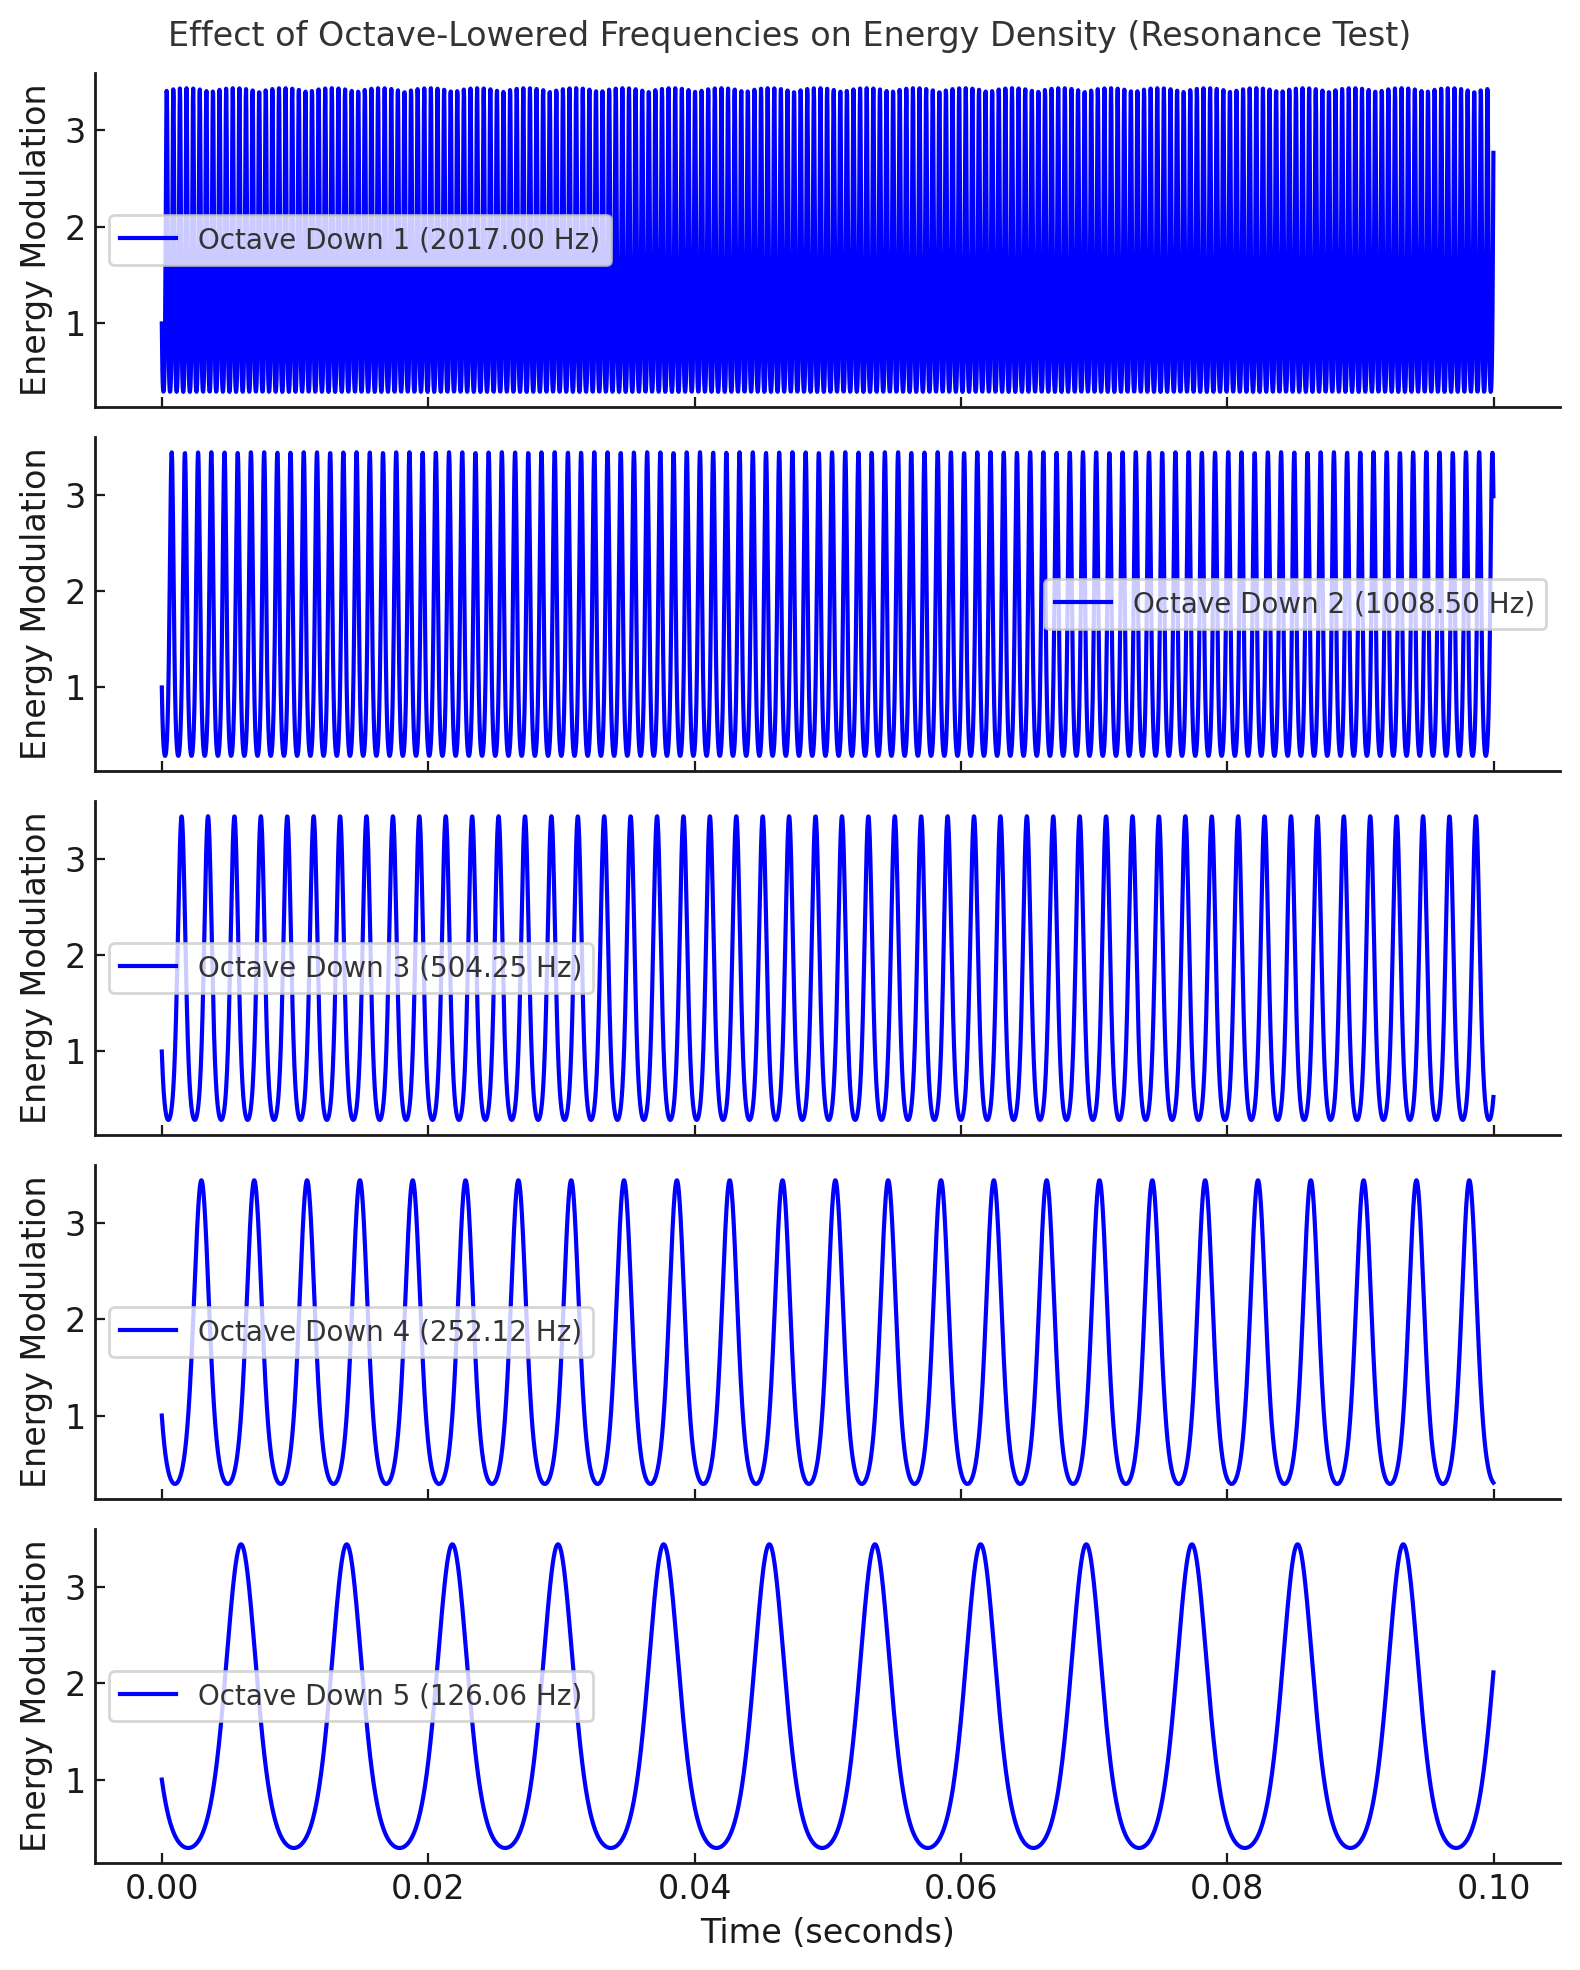 Effect of Octave-Lowered Frequencies on Energy Density (Resonance Test)
Energy Modulation
3
2
1
Octave Down 1 (2017.00 Hz)
Energy Modulation
3
2
1
Octave Down 2 (1008.50 Hz)
Energy Modulation
3
2
1
Octave Down 3 (504.25 Hz)
Energy Modulation
3
2
1
Octave Down 4 (252.12 Hz)
Energy Modulation
3
2
1
Octave Down 5 (126.06 Hz)
0.00 0.02 0.04 0.06 0.08 0.10
Time (seconds)